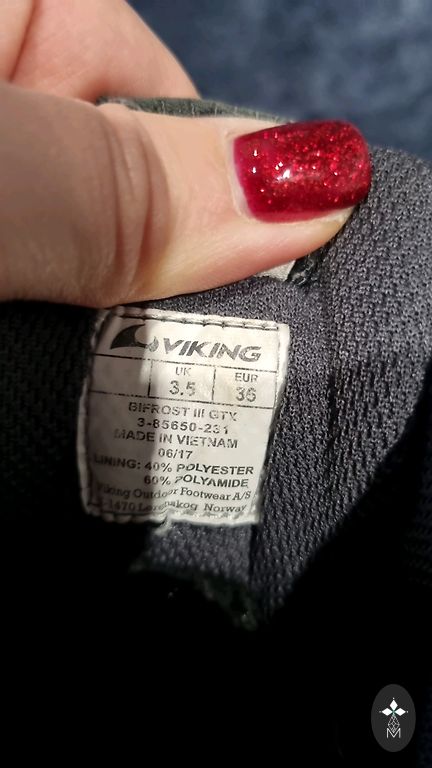 VIKING
UK EUR
3.5 36
BIFROST III GTX
3-85650-231
MADE IN VIETNAM
06/17
LINING: 40% POLYESTER
60% POLYAMIDE
Viking Outdoor Footwear A/S
-1470 Lørenskog Norway
M